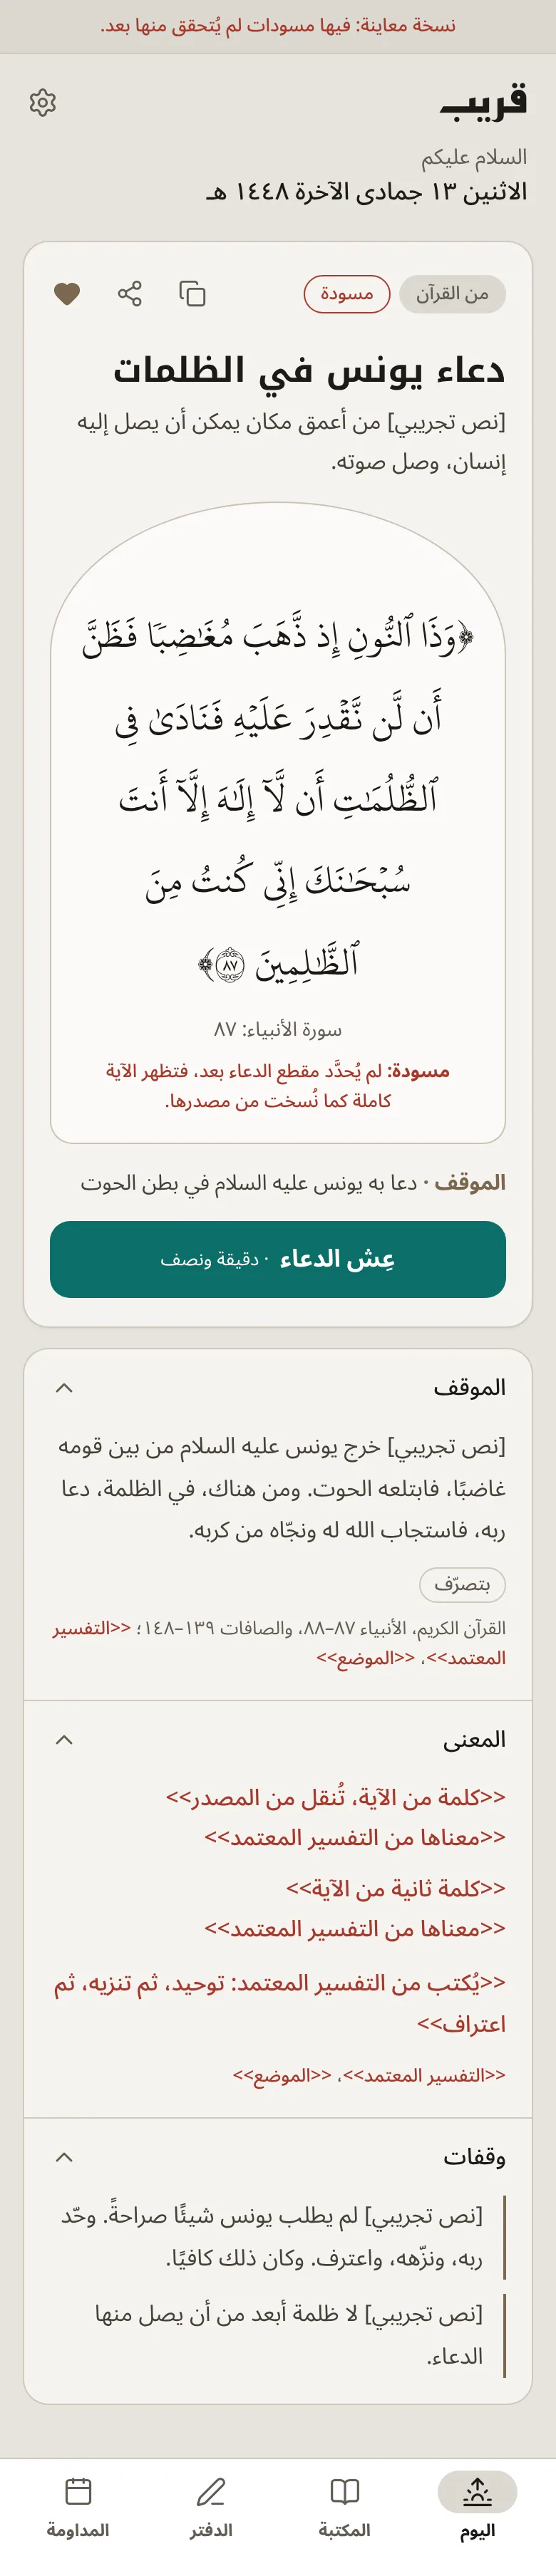 نسخة معاينة: فيها مسودات لم يُتحقق منها بعد.
قريب
السلام عليكم
الاثنين ١٣ جمادى الآخرة ١٤٤٨ هـ
من القرآن
مسودة
دعاء يونس في الظلمات
[نص تجريبي] من أعمق مكان يمكن أن يصل إليه
إنسان، وصل صوته.
﴿وَذَا ٱلنُّونِ إِذ ذَّهَبَ مُغَٰضِبٗا فَظَنَّ
أَن لَّن نَّقۡدِرَ عَلَيۡهِ فَنَادَىٰ فِي
ٱلظُّلُمَٰتِ أَن لَّآ إِلَٰهَ إِلَّآ أَنتَ
سُبۡحَٰنَكَ إِنِّي كُنتُ مِنَ
ٱلظَّٰلِمِينَ ٨٧﴾
سورة الأنبياء: ٨٧
مسودة: لم يُحدَّد مقطع الدعاء بعد، فتظهر الآية
كاملة كما نُسخت من مصدرها.
الموقف · دعا به يونس عليه السلام في بطن الحوت
عِش الدعاء · دقيقة ونصف
الموقف
[نص تجريبي] خرج يونس عليه السلام من بين قومه
غاضبًا، فابتلعه الحوت. ومن هناك، في الظلمة، دعا
ربه، فاستجاب الله له ونجّاه من كربه.
بتصرّف
القرآن الكريم، الأنبياء ٨٧–٨٨، والصافات ١٣٩–١٤٨؛ <<التفسير
المعتمد>>، <<الموضع>>
المعنى
<<كلمة من الآية، تُنقل من المصدر>>
<<معناها من التفسير المعتمد>>
<<كلمة ثانية من الآية>>
<<معناها من التفسير المعتمد>>
<<يُكتب من التفسير المعتمد: توحيد، ثم تنزيه، ثم
اعتراف>>
<<التفسير المعتمد>>، <<الموضع>>
وقفات
[نص تجريبي] لم يطلب يونس شيئًا صراحةً. وحّد
ربه، ونزّهه، واعترف. وكان ذلك كافيًا.
[نص تجريبي] لا ظلمة أبعد من أن يصل منها
الدعاء.
اليوم
المكتبة
الدفتر
المداومة